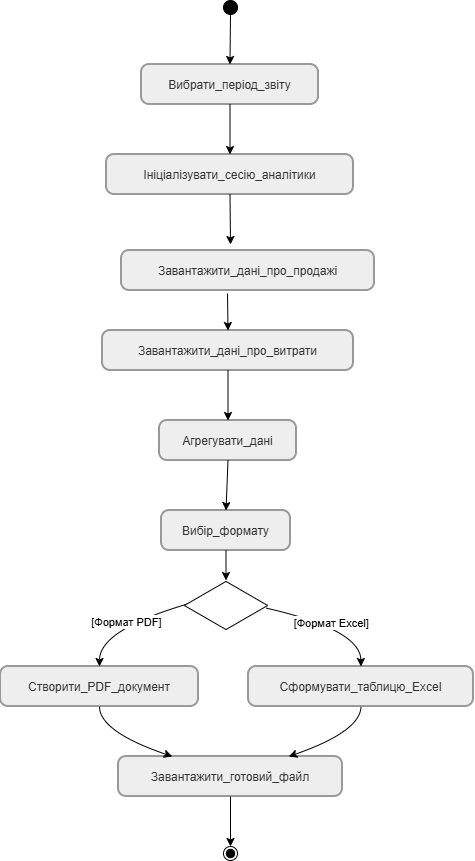 Вибрати_період_звіту
Ініціалізувати_сесію_аналітики
Завантажити_дані_про_продажі
Завантажити_дані_про_витрати
Агрегувати_дані
Вибір_формату
[Формат PDF]
[Формат Excel]
Створити_PDF_документ
Сформувати_таблицю_Excel
Завантажити_готовий_файл